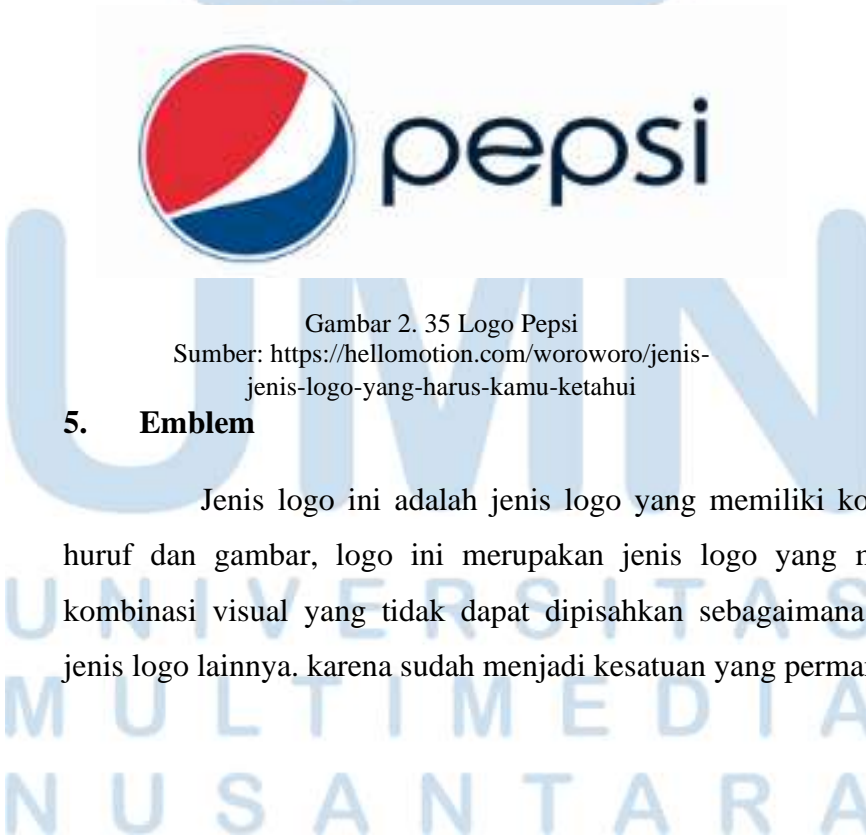 pepsi
UMN
Gambar 2. 35 Logo Pepsi
Sumber: https://hellomotion.com/woroworo/jenis-
jenis-logo-yang-harus-kamu-ketahui
5. Emblem
Jenis logo ini adalah jenis logo yang memiliki
huruf dan gambar, logo ini merupakan jenis logo yang
kombinasi visual yang tidak dapat dipisahkan sebagaimana
jenis logo lainnya. karena sudah menjadi kesatuan yang
UNIVERSITAS
MULTIMEDIA
NUSANTARA